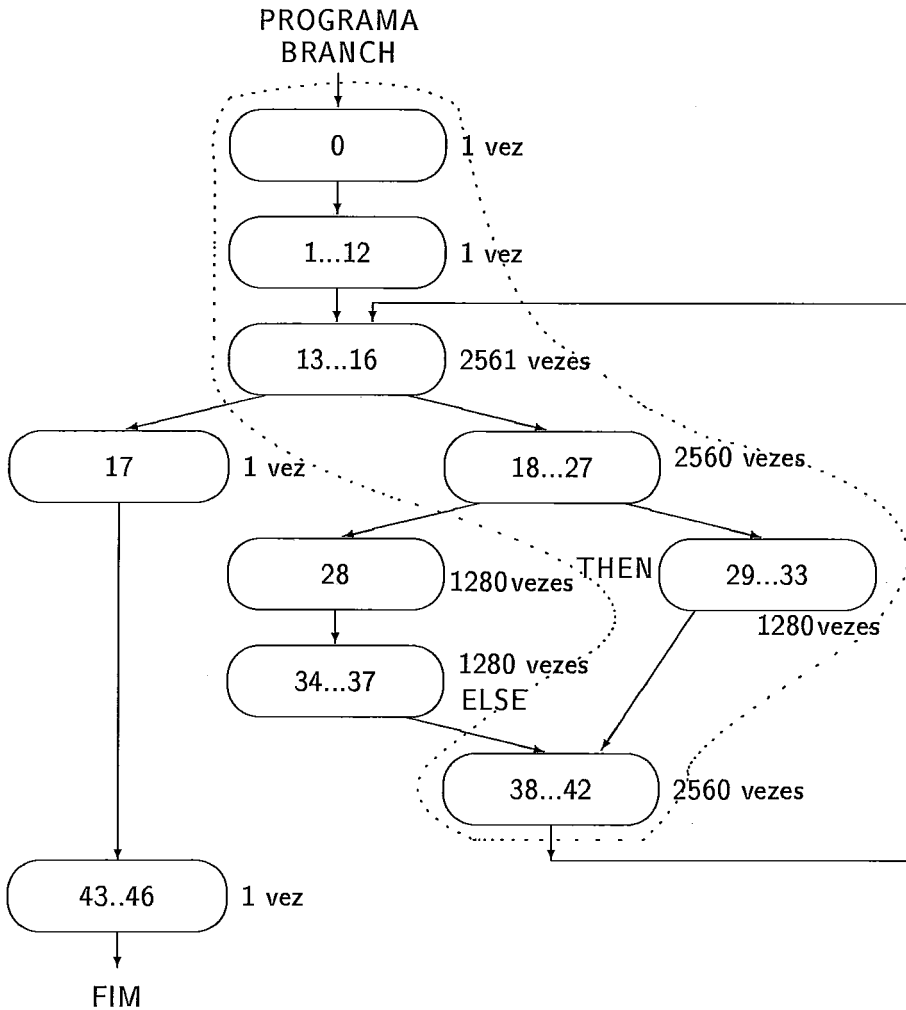 PROGRAMA
BRANCH
0
1 vez
1...12
1 vez
13...16
2561 vezes
17
1 vez
18...27
2560 vezes
28
1280 vezes
THEN
29...33
1280 vezes
34...37
1280 vezes
ELSE
38...42
2560 vezes
43..46
1 vez
FIM